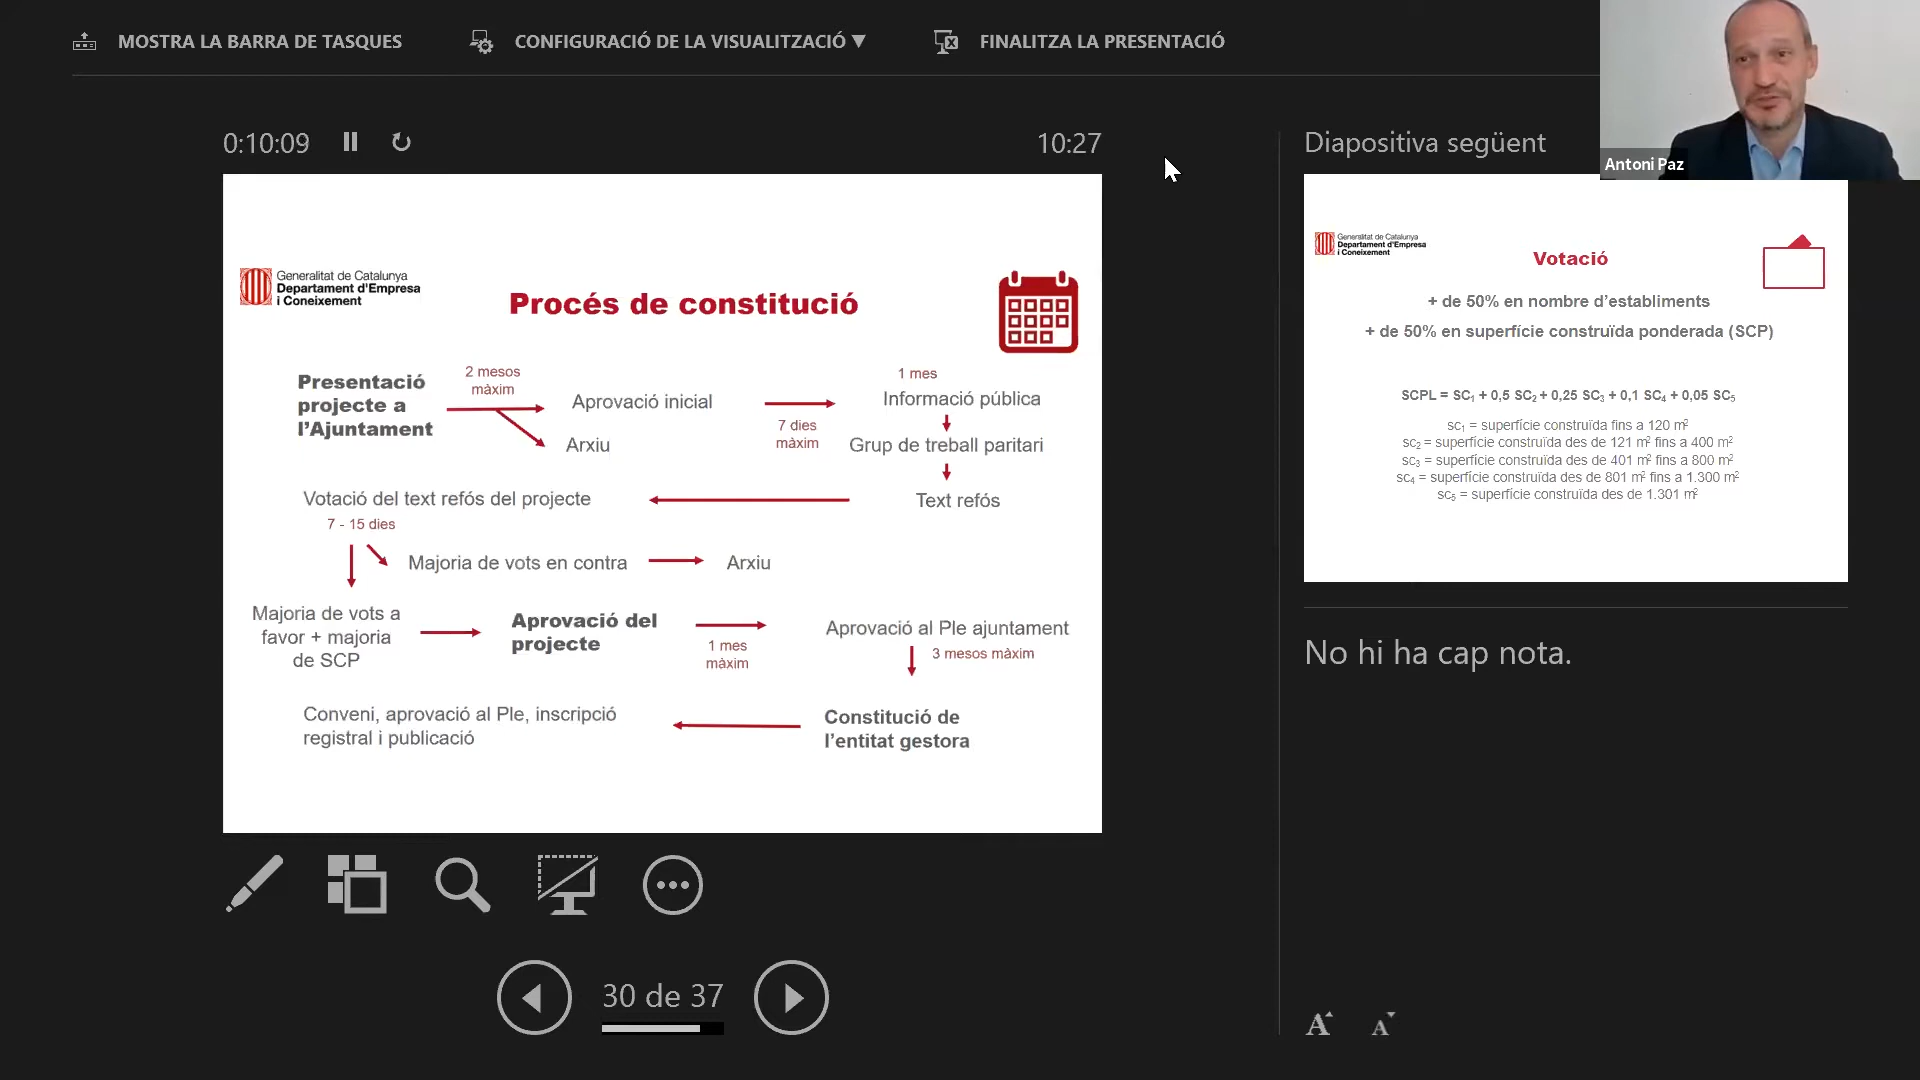 MOSTRA LA BARRA DE TASQUES
CONFIGURACIÓ DE LA VISUALITZACIÓ ▼
FINALITZA LA PRESENTACIÓ
Antoni Paz
0:10:09
10:27
Generalitat de Catalunya
Departament d'Empresa
i Coneixement
Procés de constitució
Presentació
projecte a
l'Ajuntament
2 mesos
màxim
Aprovació inicial
Arxiu
7 dies
màxim
1 mes
Informació pública
Grup de treball paritari
Text refós
Votació del text refós del projecte
7 - 15 dies
Majoria de vots en contra
Arxiu
Majoria de vots a
favor + majoria
de SCP
Aprovació del
projecte
1 mes
màxim
Aprovació al Ple ajuntament
3 mesos màxim
Constitució de
l'entitat gestora
Conveni, aprovació al Ple, inscripció
registral i publicació
30 de 37
Diapositiva següent
Generalitat de Catalunya
Departament d'Empresa
i Coneixement
Votació
+ de 50% en nombre d'establiments
+ de 50% en superfície construïda ponderada (SCP)
SCPL = SC₁ + 0,5 SC₂ + 0,25 SC₃ + 0,1 SC₄ + 0,05 SC₅
SC₁ = superfície construïda fins a 120 m²
SC₂ = superfície construïda des de 121 m² fins a 400 m²
SC₃ = superfície construïda des de 401 m² fins a 800 m²
SC₄ = superfície construïda des de 801 m² fins a 1.300 m²
SC₅ = superfície construïda des de 1.301 m²
No hi ha cap nota.
A A